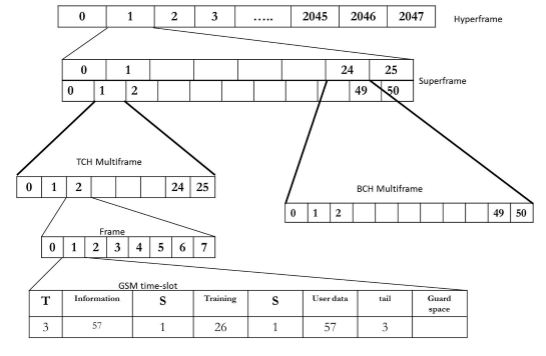 0 1 2 3 ..... 2045 2046 2047
Hyperframe
0 1 24 25
Superframe
0 1 2 49 50
TCH Multiframe
0 1 2 24 25
BCH Multiframe
0 1 2 49 50
Frame
0 1 2 3 4 5 6 7
GSM time-slot
T Information S Training S User data tail Guard space
3 57 1 26 1 57 3